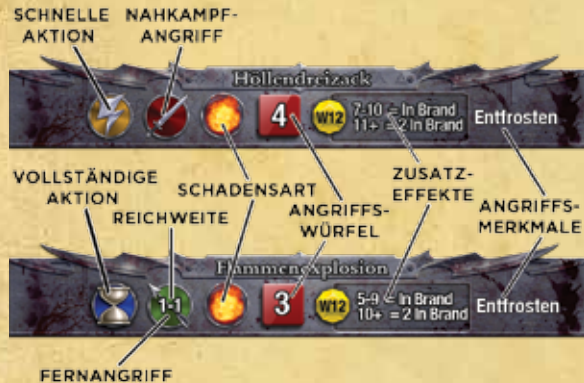 SCHNELLE AKTION
NAHKAMPF-ANGRIFF
Höllendreizack
4
W12
7-10 = In Brand
11+ = 2 In Brand
Entfrosten
VOLLSTÄNDIGE AKTION
REICHWEITE
SCHADENSART
ANGRIFFS-WÜRFEL
ZUSATZ-EFFEKTE
ANGRIFFS-MERKMALE
Flammenexplosion
1-1
3
W12
5-9 = In Brand
10+ = 2 In Brand
Entfrosten
FERNANGRIFF